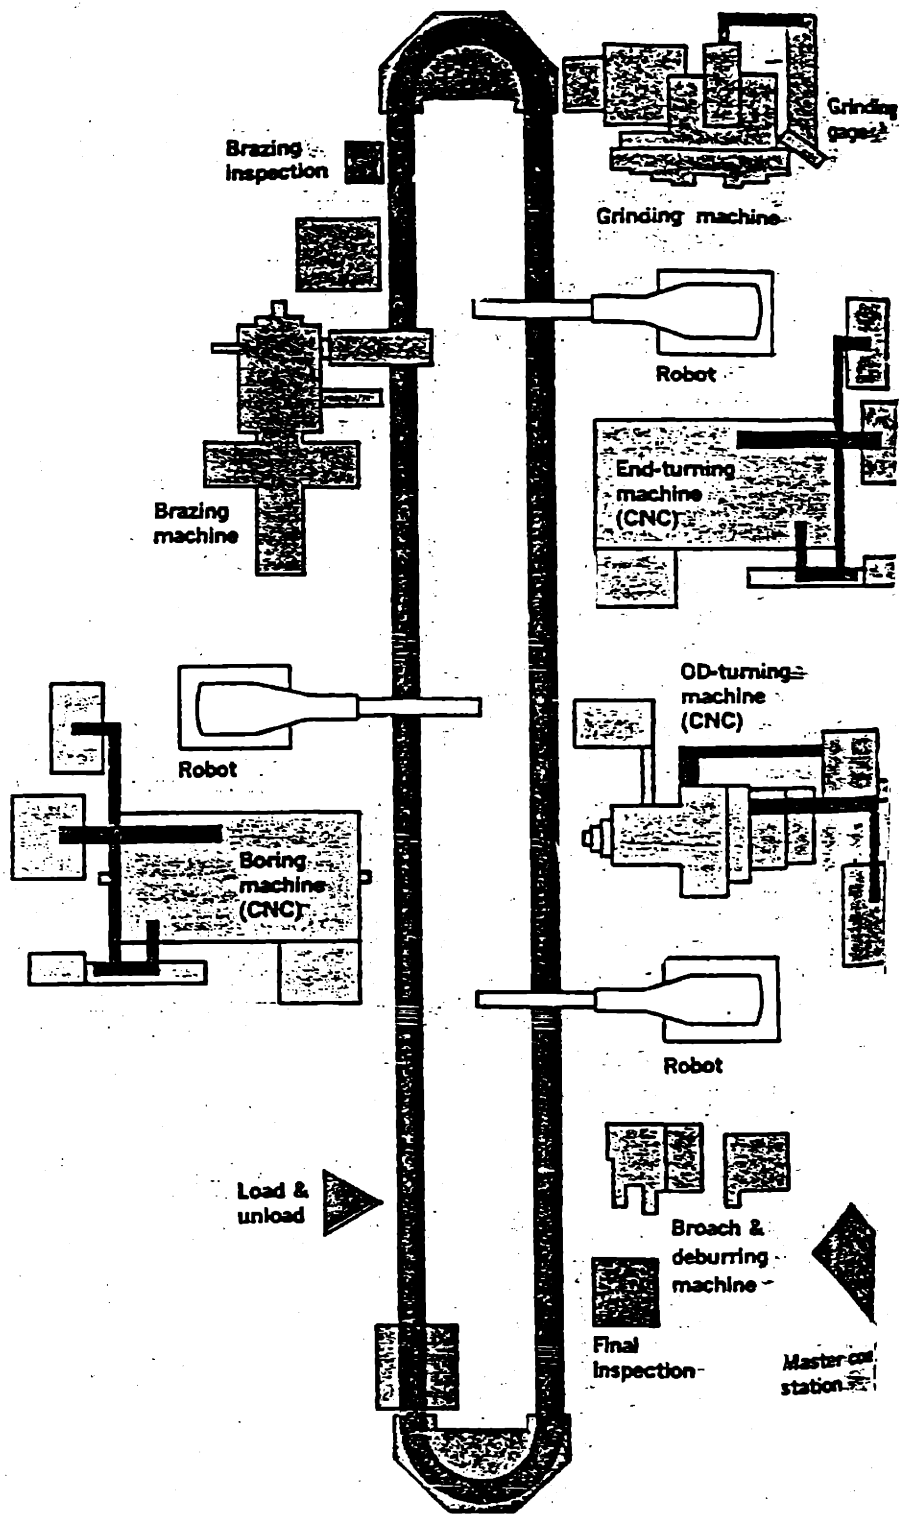 Brazing
inspection
Grinding
gages
Grinding machine
Robot
End-turning
machine
(CNC)
Brazing
machine
OD-turning
machine
(CNC)
Robot
Boring
machine
(CNC)
Robot
Load &
unload
Broach &
deburring
machine
Final
inspection
Master
station